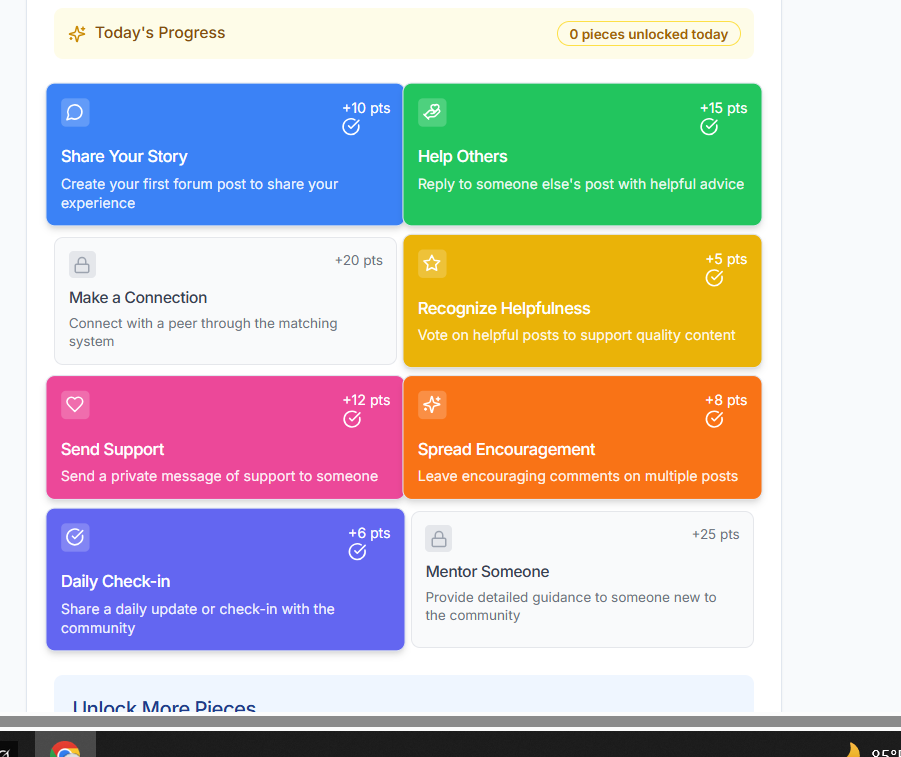 Today's Progress
0 pieces unlocked today
+10 pts
Share Your Story
Create your first forum post to share your
experience
+15 pts
Help Others
Reply to someone else's post with helpful advice
+20 pts
Make a Connection
Connect with a peer through the matching
system
+5 pts
Recognize Helpfulness
Vote on helpful posts to support quality content
+12 pts
Send Support
Send a private message of support to someone
+8 pts
Spread Encouragement
Leave encouraging comments on multiple posts
+6 pts
Daily Check-in
Share a daily update or check-in with the
community
+25 pts
Mentor Someone
Provide detailed guidance to someone new to
the community
Unlock More Pieces